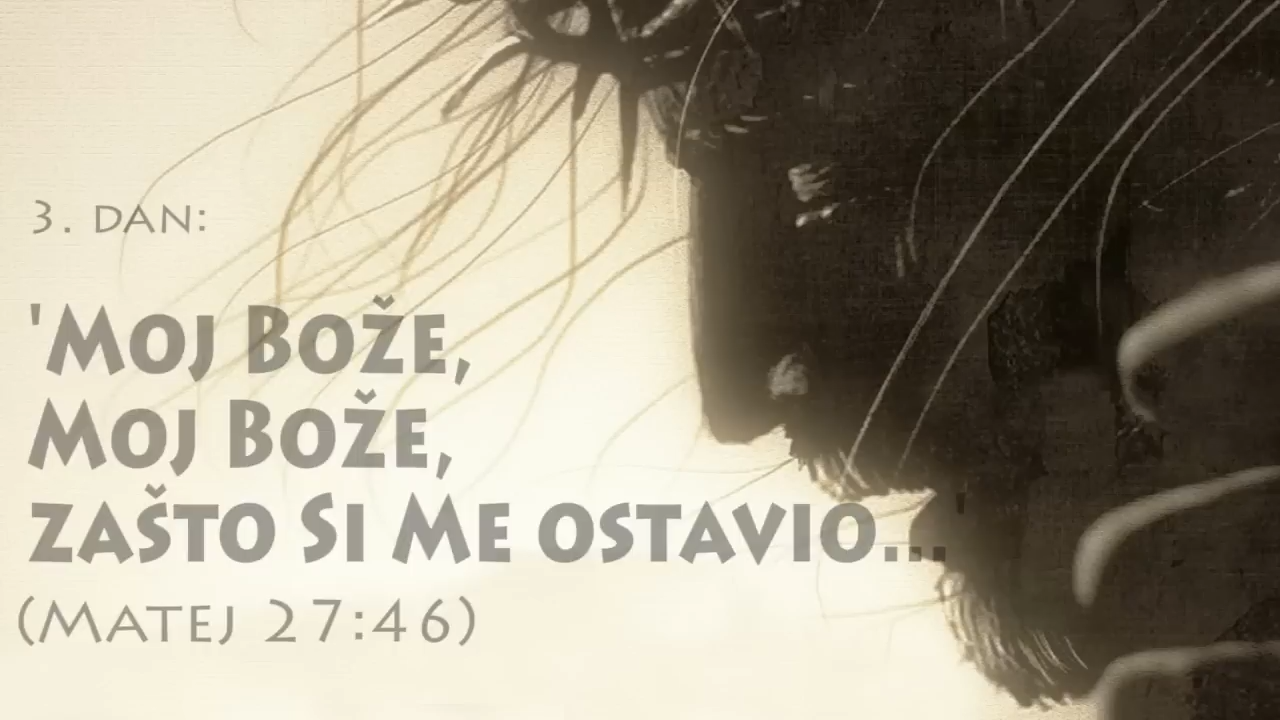 3. DAN:
'MOJ BOŽE,
MOJ BOŽE,
ZAŠTO SI ME OSTAVIO...'
(MATEJ 27:46)